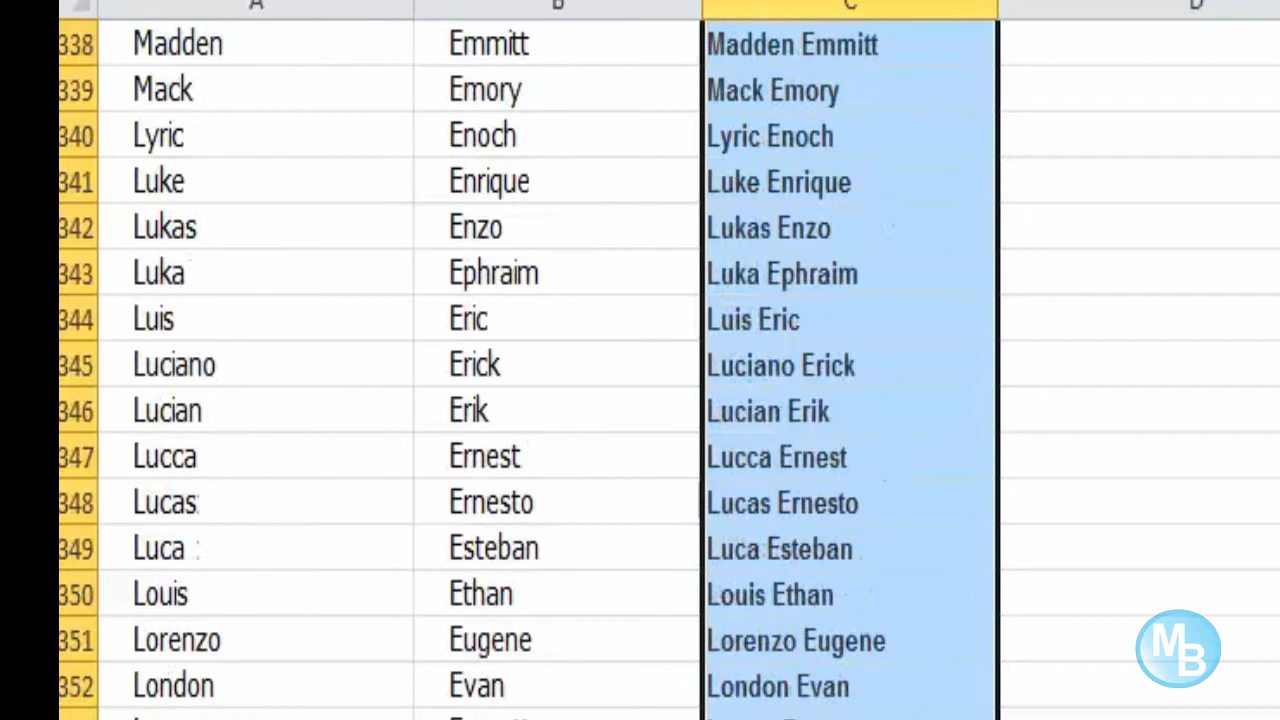 A B C D
338 Madden Emmitt Madden Emmitt
339 Mack Emory Mack Emory
340 Lyric Enoch Lyric Enoch
341 Luke Enrique Luke Enrique
342 Lukas Enzo Lukas Enzo
343 Luka Ephraim Luka Ephraim
344 Luis Eric Luis Eric
345 Luciano Erick Luciano Erick
346 Lucian Erik Lucian Erik
347 Lucca Ernest Lucca Ernest
348 Lucas Ernesto Lucas Ernesto
349 Luca Esteban Luca Esteban
350 Louis Ethan Louis Ethan
351 Lorenzo Eugene Lorenzo Eugene
352 London Evan London Evan
MB